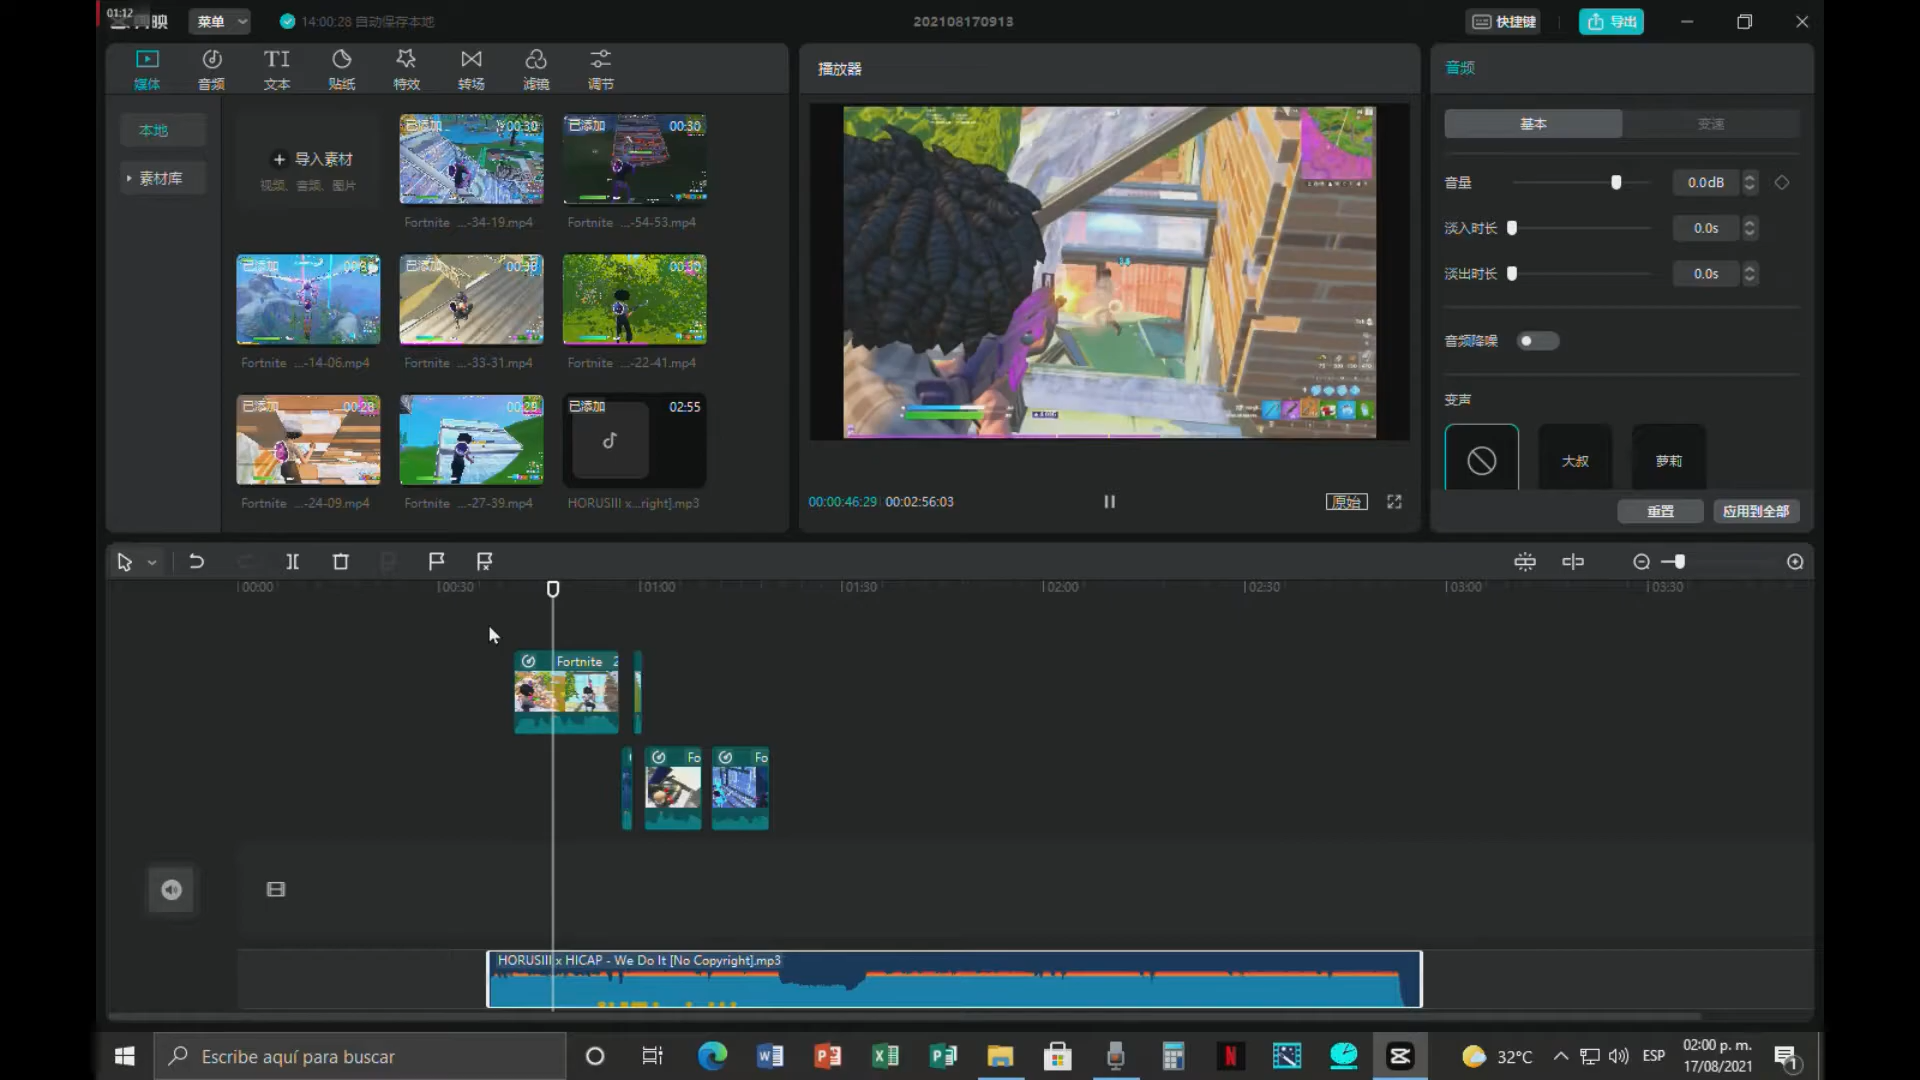 01:12
菜单
14:00:28 自动保存本地
202108170913
快捷键
导出
媒体
音频
文本
贴纸
特效
转场
滤镜
调节
播放器
音频
本地
素材库
导入素材
视频、音频、图片
已添加 00:30
Fortnite ...-34-19.mp4
已添加 00:30
Fortnite ...-54-53.mp4
已添加
Fortnite ...-14-06.mp4
已添加 00:30
Fortnite ...-33-31.mp4
00:30
Fortnite ...-22-41.mp4
已添加 00:28
Fortnite ...-24-09.mp4
Fortnite ...-27-39.mp4
已添加 02:55
HORUSIII x...right].mp3
00:00:46:29 00:02:56:03
原始
基本
变速
音量
0.0dB
淡入时长
0.0s
淡出时长
0.0s
音频降噪
变声
大叔
萝莉
重置
应用到全部
00:00
00:30
01:00
01:30
02:00
02:30
03:00
03:30
Fortnite 2
Fo
Fo
HORUSIII x HICAP - We Do It [No Copyright].mp3
Escribe aquí para buscar
32°C
ESP
02:00 p. m.
17/08/2021
1